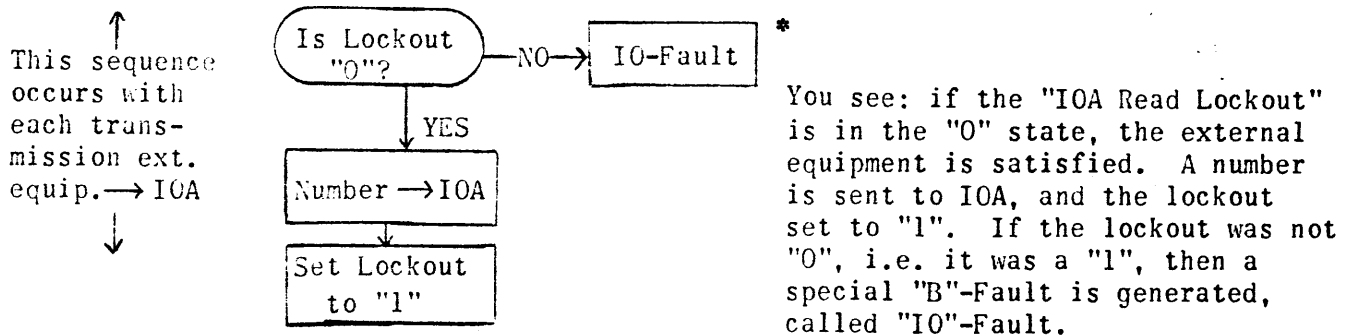 This sequence
occurs with
each trans-
mission ext.
equip.→ IOA
Is Lockout
"0"?
NO
IO-Fault
*
YES
Number → IOA
Set Lockout
to "1"
You see: if the "IOA Read Lockout"
is in the "0" state, the external
equipment is satisfied. A number
is sent to IOA, and the lockout
set to "1". If the lockout was not
"0", i.e. it was a "1", then a
special "B"-Fault is generated,
called "IO"-Fault.